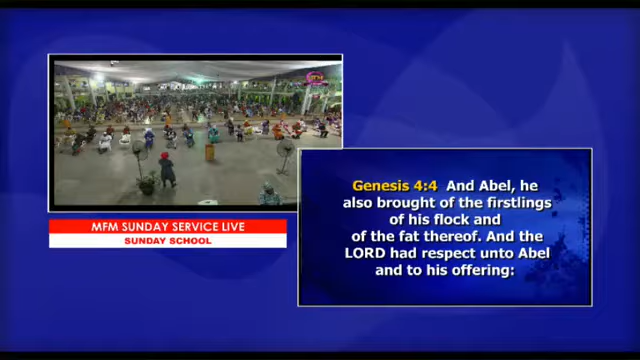 MFM SUNDAY SERVICE LIVE
SUNDAY SCHOOL
Genesis 4:4 And Abel, he
also brought of the firstlings
of his flock and
of the fat thereof. And the
LORD had respect unto Abel
and to his offering: